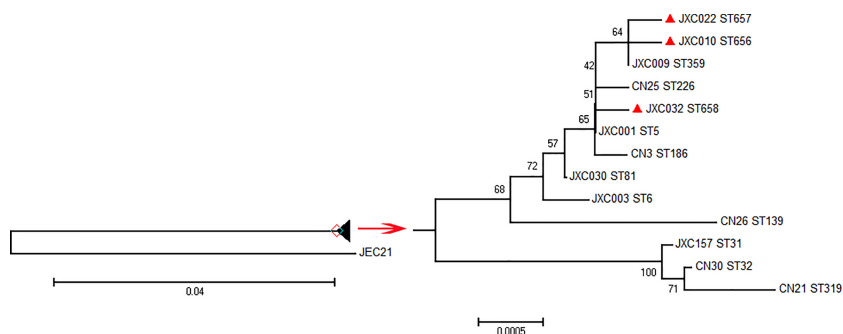 JXC022 ST657
64
JXC010 ST656
JXC009 ST359
42
CN25 ST226
51
JXC032 ST658
65
JXC001 ST5
57
CN3 ST186
72
JXC030 ST81
68
JXC003 ST6
CN26 ST139
JXC157 ST31
JEC21
100
CN30 ST32
71
CN21 ST319
0.04
0.0005